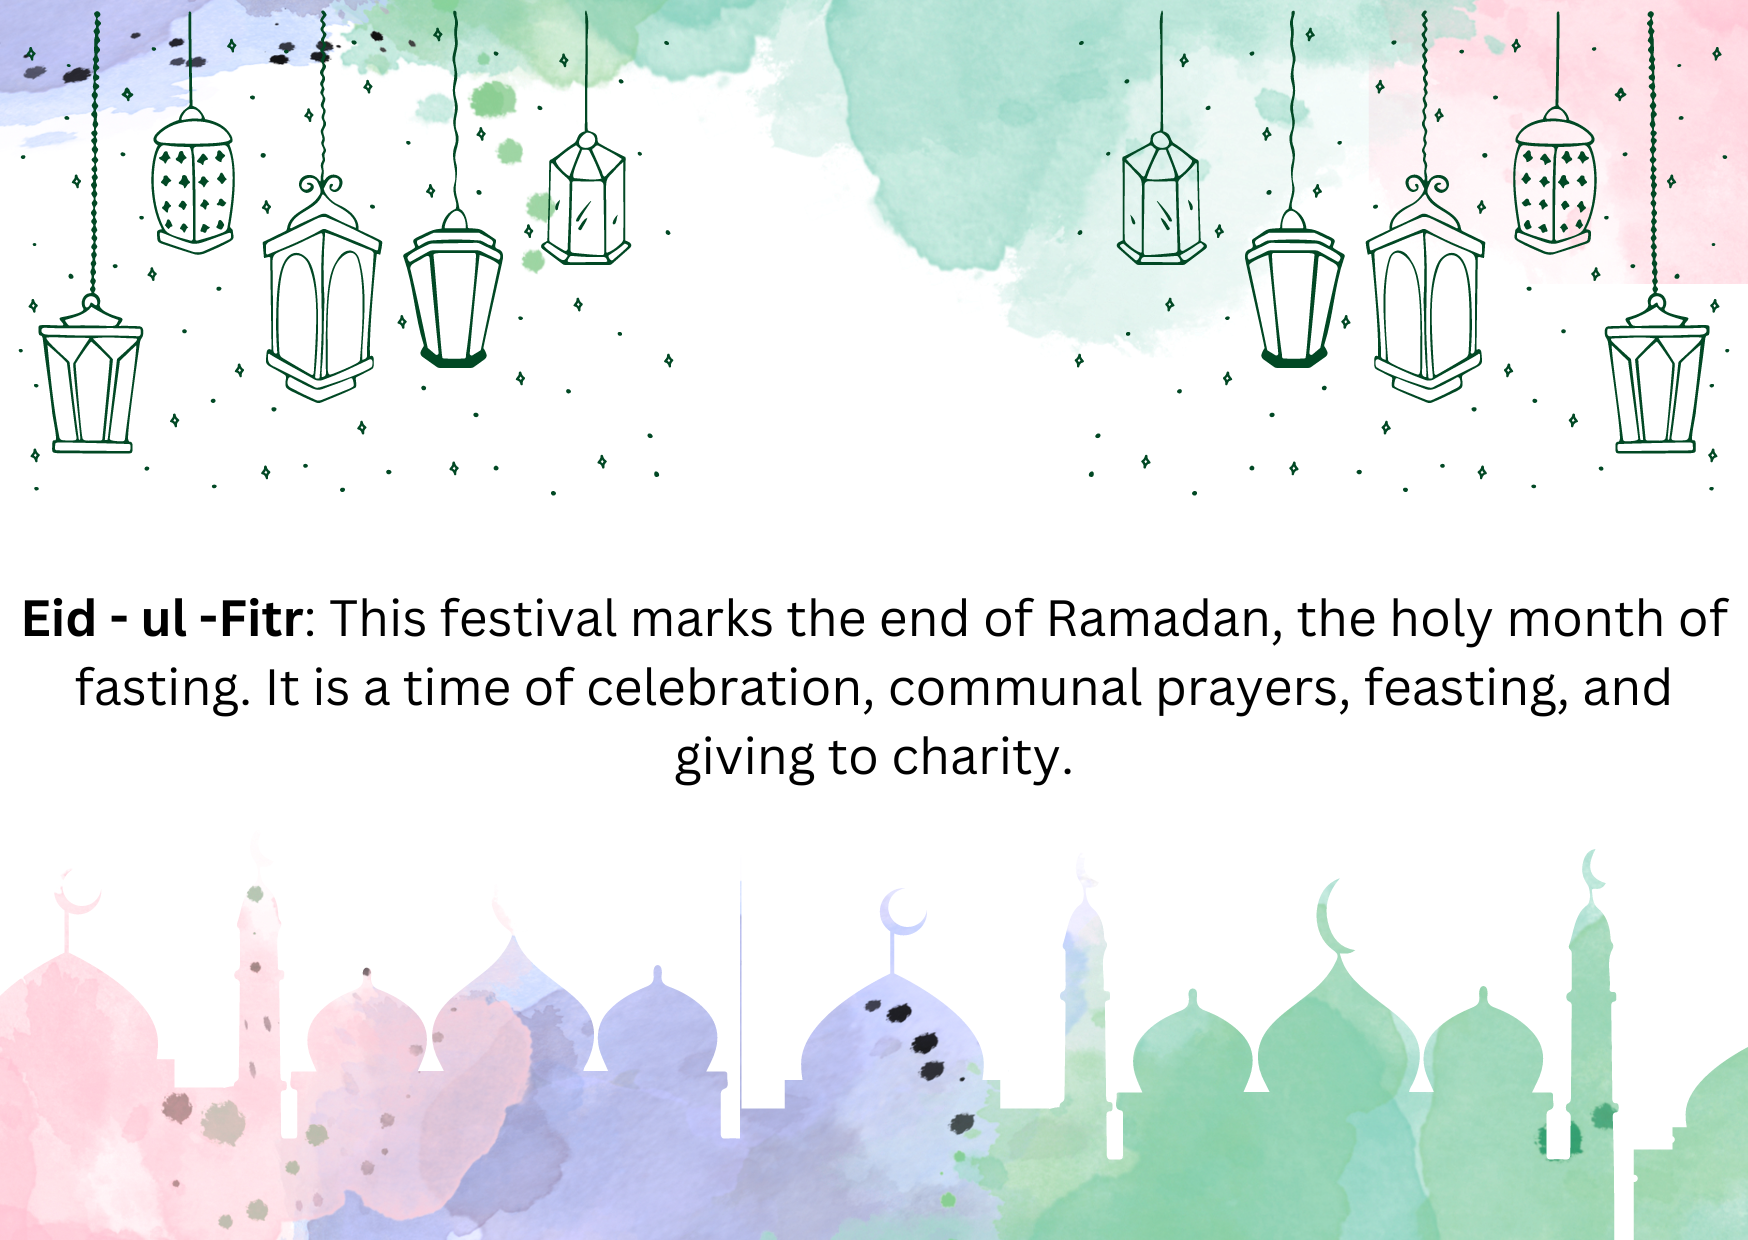 Eid - ul -Fitr: This festival marks the end of Ramadan, the holy month of
fasting. It is a time of celebration, communal prayers, feasting, and
giving to charity.